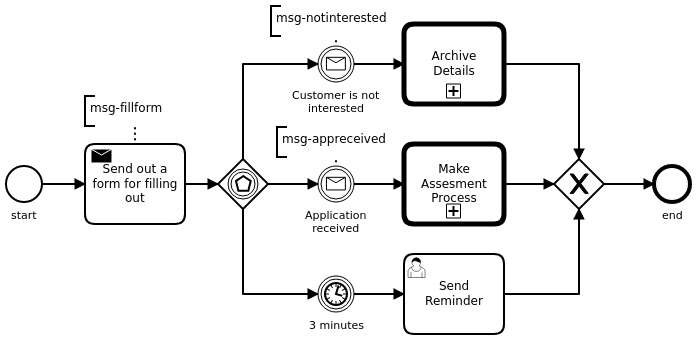 msg-notinterested
Archive
Details
Customer is not
interested
msg-fillform
Send out a
form for filling
out
start
msg-appreceived
Application
received
Make
Assesment
Process
end
3 minutes
Send
Reminder